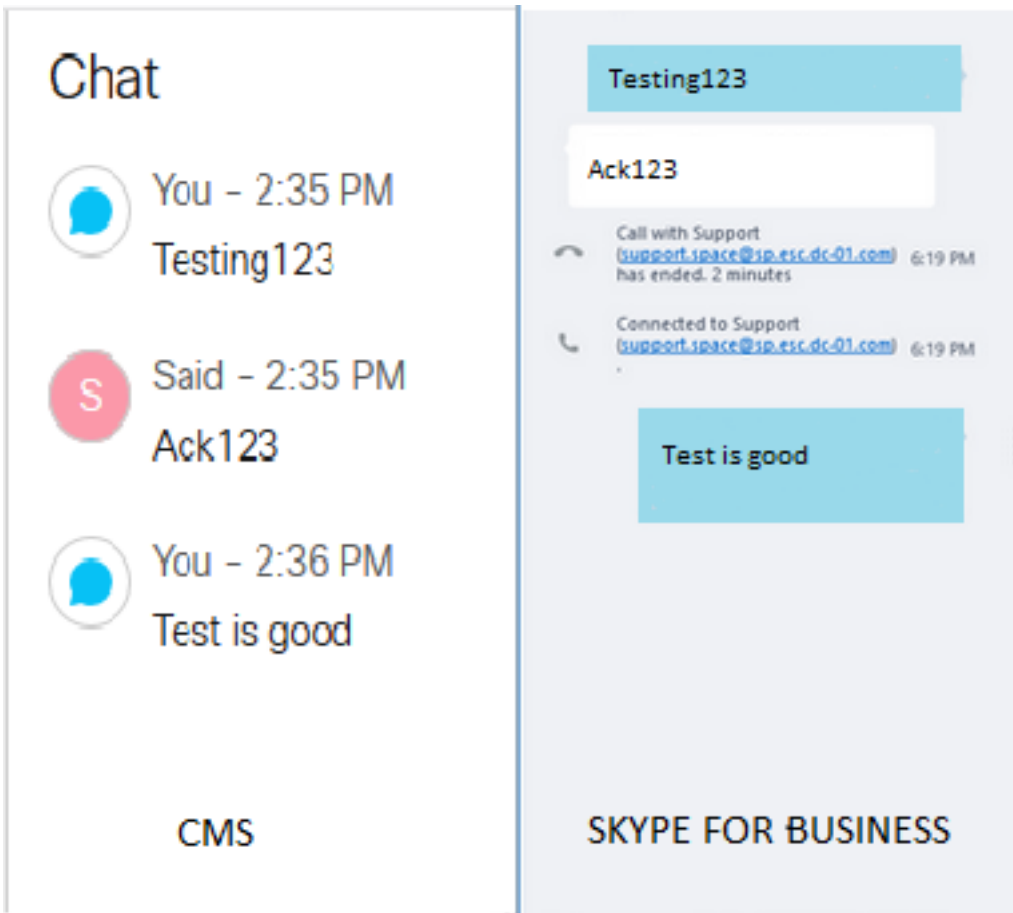 Chat
You – 2:35 PM
Testing123
S
Said – 2:35 PM
Ack123
You – 2:36 PM
Test is good
CMS
Testing123
Ack123
Call with Support
(support.space@sp.esc.dc-01.com) 6:19 PM
has ended. 2 minutes
Connected to Support
(support.space@sp.esc.dc-01.com) 6:19 PM
.
Test is good
SKYPE FOR BUSINESS